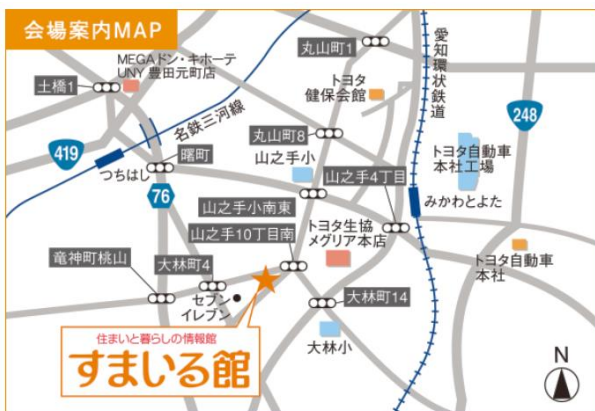 会場案内MAP
MEGAドン・キホーテ
UNY 豊田元町店
土橋1
丸山町1
トヨタ
健保会館
愛知環状鉄道
248
419
名鉄三河線
つちはし
曙町
76
丸山町8
山之手小
山之手4丁目
トヨタ自動車
本社工場
みかわとよた
山之手小南東
山之手10丁目南
トヨタ生協
メグリア本店
トヨタ自動車
本社
竜神町桃山
大林町4
セブン
イレブン
大林町14
大林小
住まいと暮らしの情報館
すまいる館
N